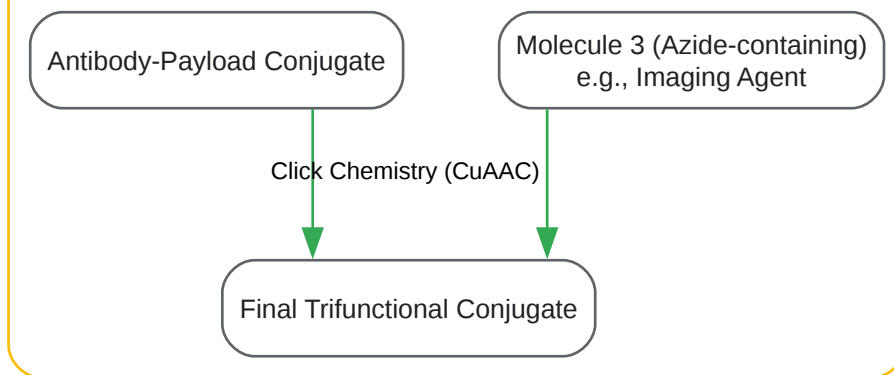 Antibody-Payload Conjugate
Molecule 3 (Azide-containing)
e.g., Imaging Agent
Click Chemistry (CuAAC)
Final Trifunctional Conjugate